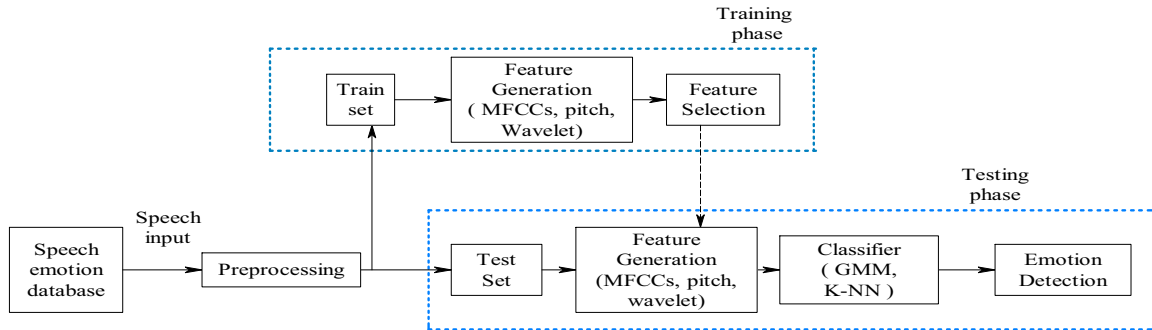 Training
phase
Train
set
Feature
Generation
( MFCCs, pitch,
Wavelet)
Feature
Selection
Testing
phase
Speech
input
Speech
emotion
database
Preprocessing
Test
Set
Feature
Generation
(MFCCs, pitch,
wavelet)
Classifier
( GMM,
K-NN )
Emotion
Detection